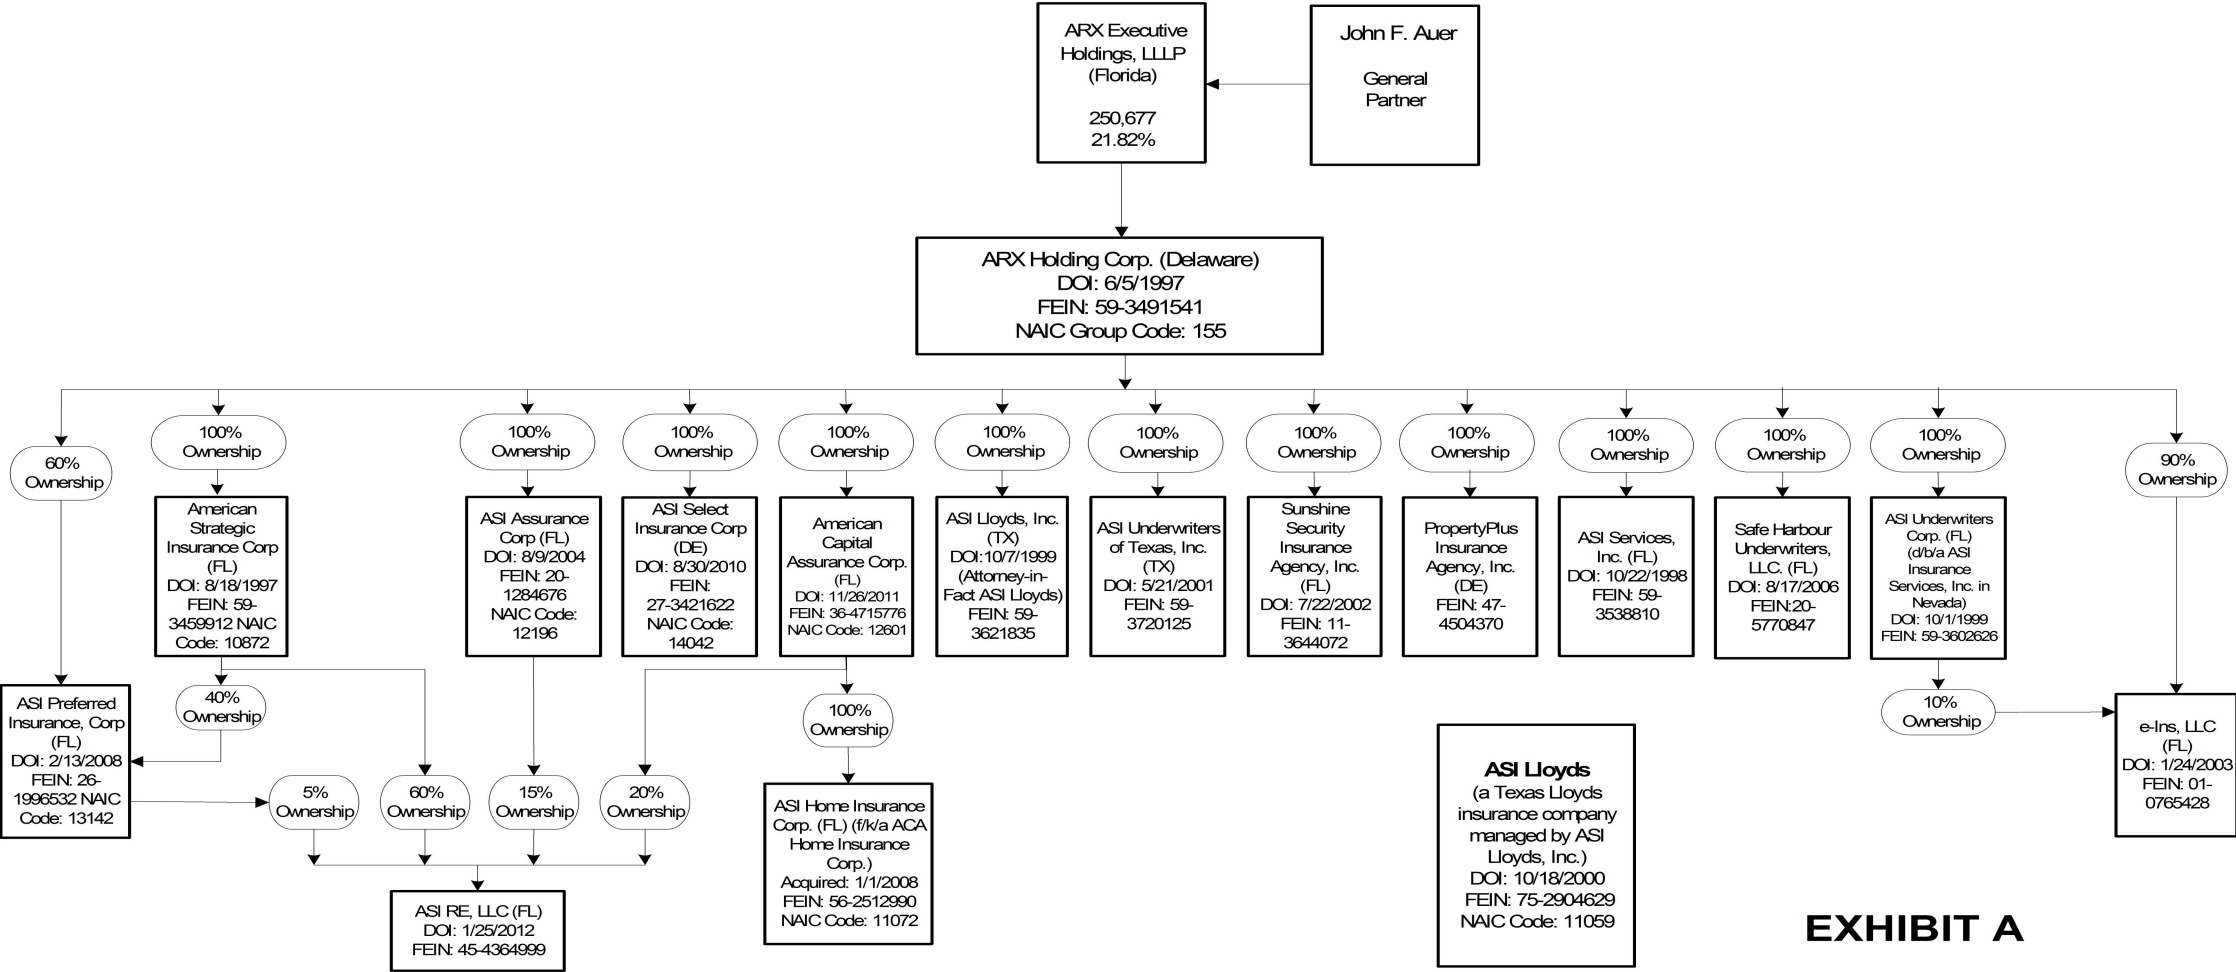 ARX Executive
Holdings, LLLP
(Florida)
250,677
21.82%
John F. Auer
General
Partner
ARX Holding Corp. (Delaware)
DOI: 6/5/1997
FEIN: 59-3491541
NAIC Group Code: 155
60%
Ownership
100%
Ownership
100%
Ownership
100%
Ownership
100%
Ownership
100%
Ownership
100%
Ownership
100%
Ownership
100%
Ownership
100%
Ownership
100%
Ownership
100%
Ownership
90%
Ownership
American
Strategic
Insurance Corp
(FL)
DOI: 8/18/1997
FEIN: 59-
3459912 NAIC
Code: 10872
ASI Assurance
Corp (FL)
DOI: 8/9/2004
FEIN: 20-
1284676
NAIC Code:
12196
ASI Select
Insurance Corp
(DE)
DOI: 8/30/2010
FEIN:
27-3421622
NAIC Code:
14042
American
Capital
Assurance Corp.
(FL)
DOI: 11/26/2011
FEIN: 36-4715776
NAIC Code: 12601
ASI Lloyds, Inc.
(TX)
DOI:10/7/1999
(Attorney-in-
Fact ASI Lloyds)
FEIN: 59-
3621835
ASI Underwriters
of Texas, Inc.
(TX)
DOI: 5/21/2001
FEIN: 59-
3720125
Sunshine
Security
Insurance
Agency, Inc.
(FL)
DOI: 7/22/2002
FEIN: 11-
3644072
PropertyPlus
Insurance
Agency, Inc.
(DE)
FEIN: 47-
4504370
ASI Services,
Inc. (FL)
DOI: 10/22/1998
FEIN: 59-
3538810
Safe Harbour
Underwriters,
LLC. (FL)
DOI: 8/17/2006
FEIN:20-
5770847
ASI Underwriters
Corp. (FL)
(d/b/a ASI
Insurance
Services, Inc. in
Nevada)
DOI: 10/1/1999
FEIN: 59-3602626
ASI Preferred
Insurance, Corp
(FL)
DOI: 2/13/2008
FEIN: 26-
1996532 NAIC
Code: 13142
40%
Ownership
100%
Ownership
10%
Ownership
e-Ins, LLC
(FL)
DOI: 1/24/2003
FEIN: 01-
0765428
5%
Ownership
60%
Ownership
15%
Ownership
20%
Ownership
ASI Home Insurance
Corp. (FL) (f/k/a ACA
Home Insurance
Corp.)
Acquired: 1/1/2008
FEIN: 56-2512990
NAIC Code: 11072
ASI Lloyds
(a Texas Lloyds
insurance company
managed by ASI
Lloyds, Inc.)
DOI: 10/18/2000
FEIN: 75-2904629
NAIC Code: 11059
ASI RE, LLC (FL)
DOI: 1/25/2012
FEIN: 45-4364999
EXHIBIT A